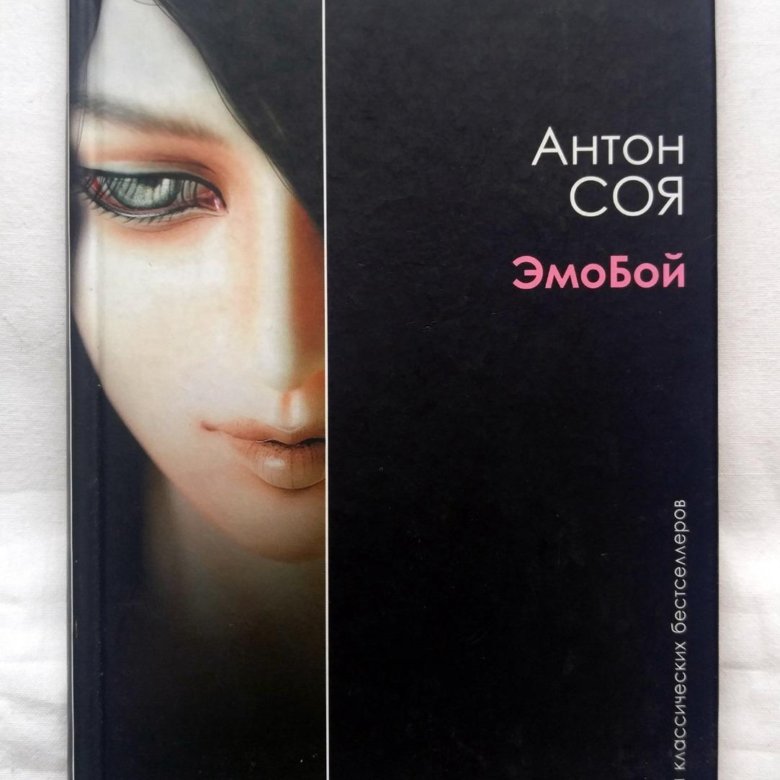 Антон
СОЯ
ЭмоБой
классических бестселлеров